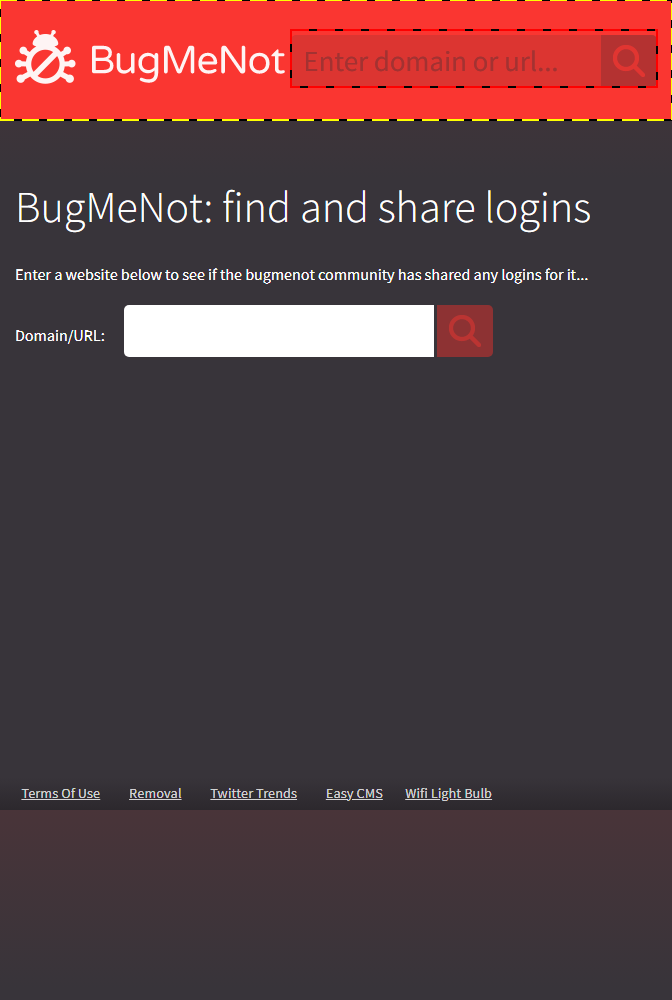 BugMeNot
Enter domain or url...
BugMeNot: find and share logins
Enter a website below to see if the bugmenot community has shared any logins for it...
Domain/URL:
Terms Of Use Removal Twitter Trends Easy CMS Wifi Light Bulb